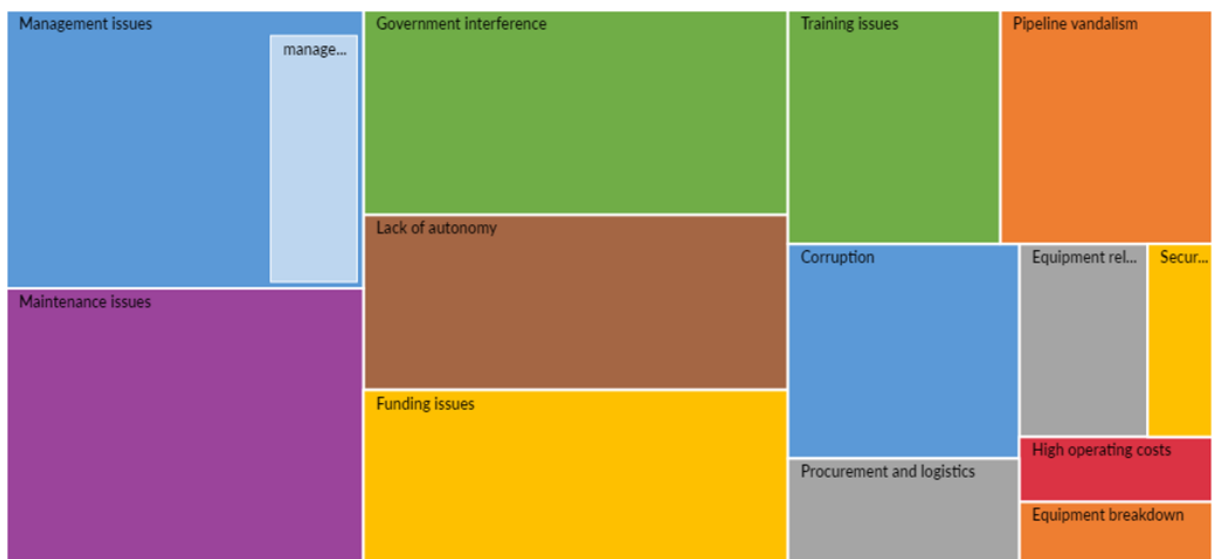 Management issues
manage...
Maintenance issues
Government interference
Lack of autonomy
Funding issues
Training issues
Pipeline vandalism
Corruption
Equipment rel...
Secur...
Procurement and logistics
High operating costs
Equipment breakdown